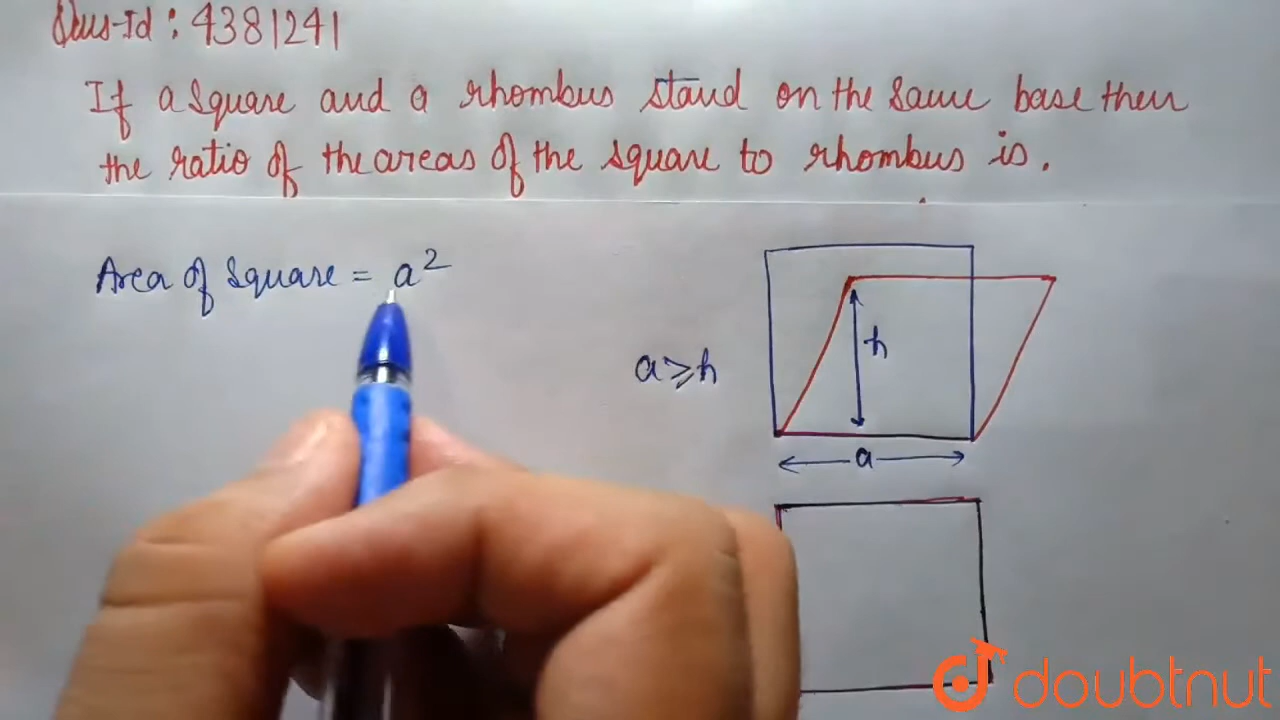 Qus-Id : 4381241
If a square and a rhombus stand on the same base then
the ratio of the areas of the square to rhombus is.
Area of square = a²
a ≥ h
h
a
doubtnut